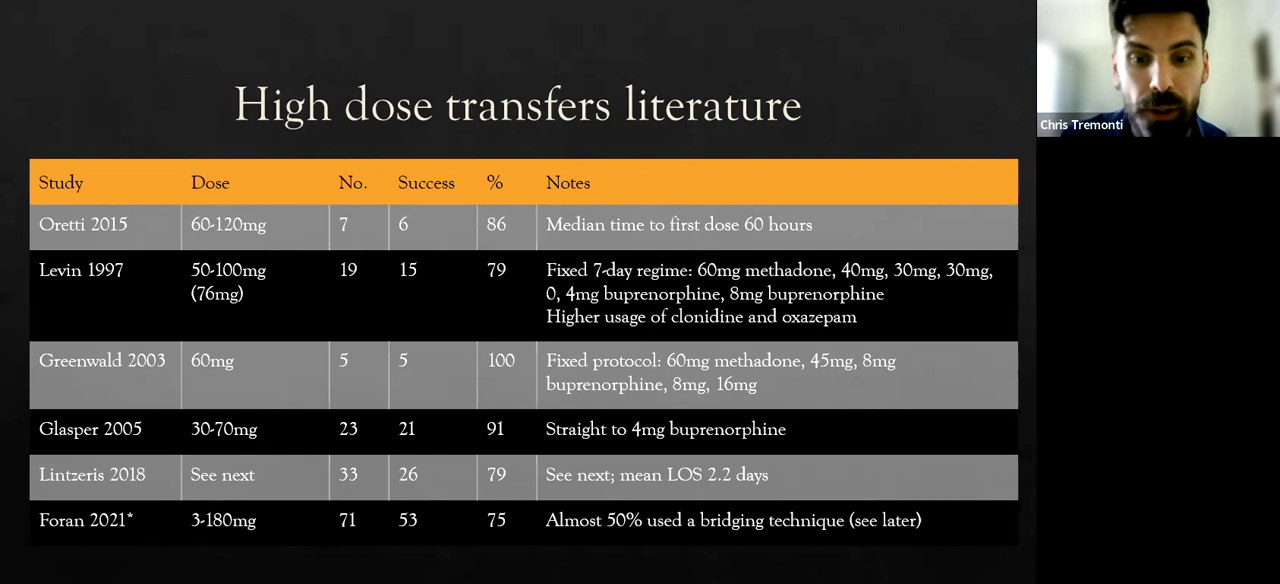 High dose transfers literature
Chris Tremonti
Study Dose No. Success % Notes
Oretti 2015 60-120mg 7 6 86 Median time to first dose 60 hours
Levin 1997 50-100mg 19 15 79 Fixed 7-day regime: 60mg methadone, 40mg, 30mg, 30mg,
(76mg) 0, 4mg buprenorphine, 8mg buprenorphine
Higher usage of clonidine and oxazepam
Greenwald 2003 60mg 5 5 100 Fixed protocol: 60mg methadone, 45mg, 8mg
buprenorphine, 8mg, 16mg
Glasper 2005 30-70mg 23 21 91 Straight to 4mg buprenorphine
Lintzeris 2018 See next 33 26 79 See next; mean LOS 2.2 days
Foran 2021* 3-180mg 71 53 75 Almost 50% used a bridging technique (see later)